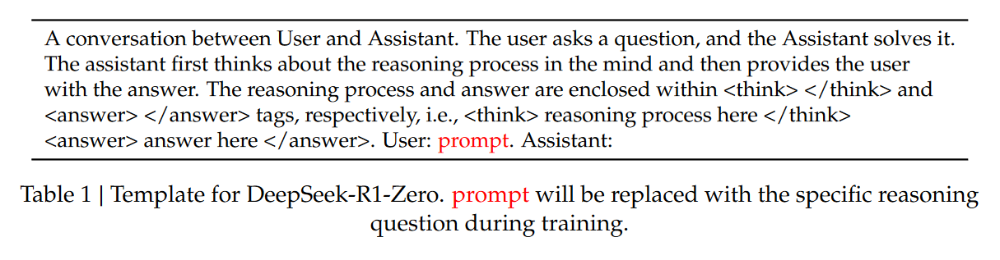 A conversation between User and Assistant. The user asks a question, and the Assistant solves it.
The assistant first thinks about the reasoning process in the mind and then provides the user
with the answer. The reasoning process and answer are enclosed within <think> </think> and
<answer> </answer> tags, respectively, i.e., <think> reasoning process here </think>
<answer> answer here </answer>. User: prompt. Assistant:
Table 1 | Template for DeepSeek-R1-Zero. prompt will be replaced with the specific reasoning
question during training.